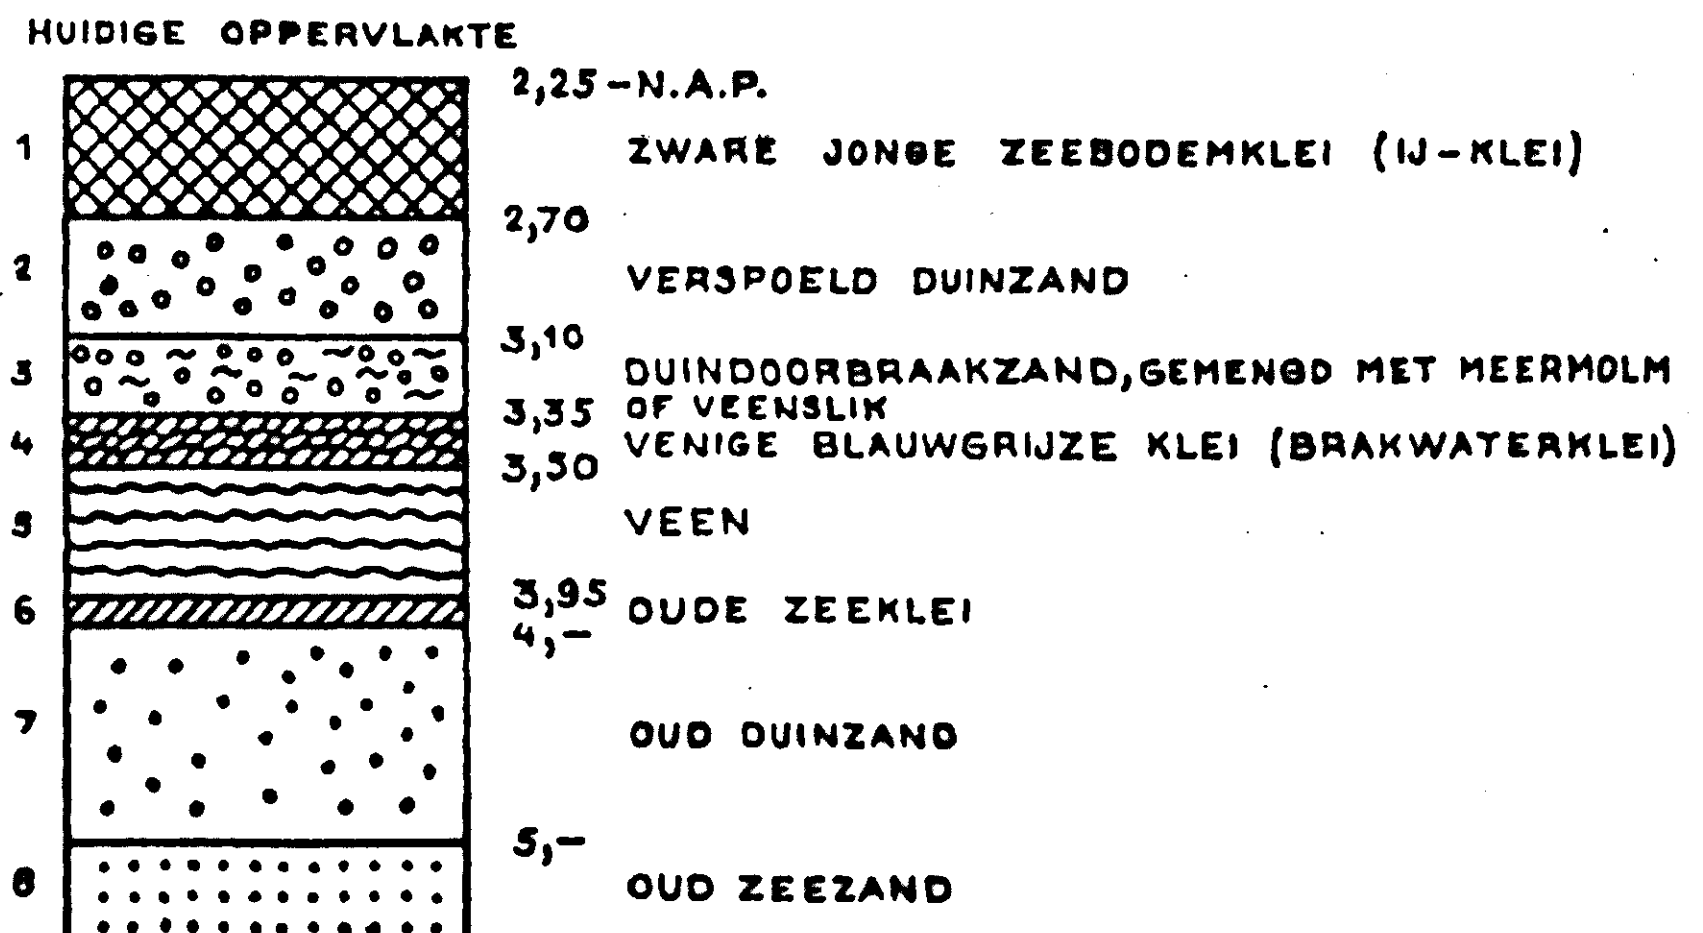 HUIDIGE OPPERVLAKTE
2,25 – N.A.P.
1 ZWARE JONGE ZEEBODEMKLEI (IJ – KLEI)
2,70
2 VERSPOELD DUINZAND
3,10
3 DUINDOORBRAAKZAND, GEMENGD MET MEERMOLM
3,35 OF VEENSLIK
4 VENIGE BLAUWGRIJZE KLEI (BRAKWATERKLEI)
3,50
5 VEEN
3,95
6 OUDE ZEEKLEI
4,–
7 OUD DUINZAND
5,–
8 OUD ZEEZAND